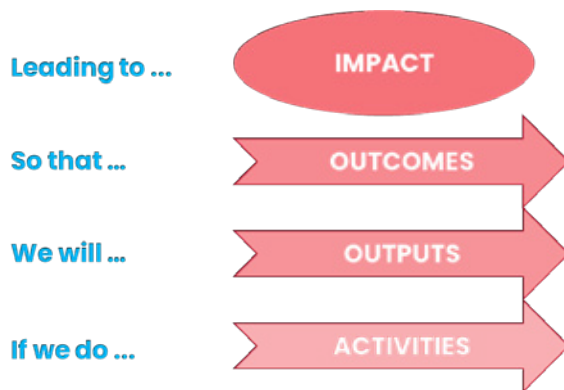 Leading to ... IMPACT
So that ... OUTCOMES
We will ... OUTPUTS
If we do ... ACTIVITIES